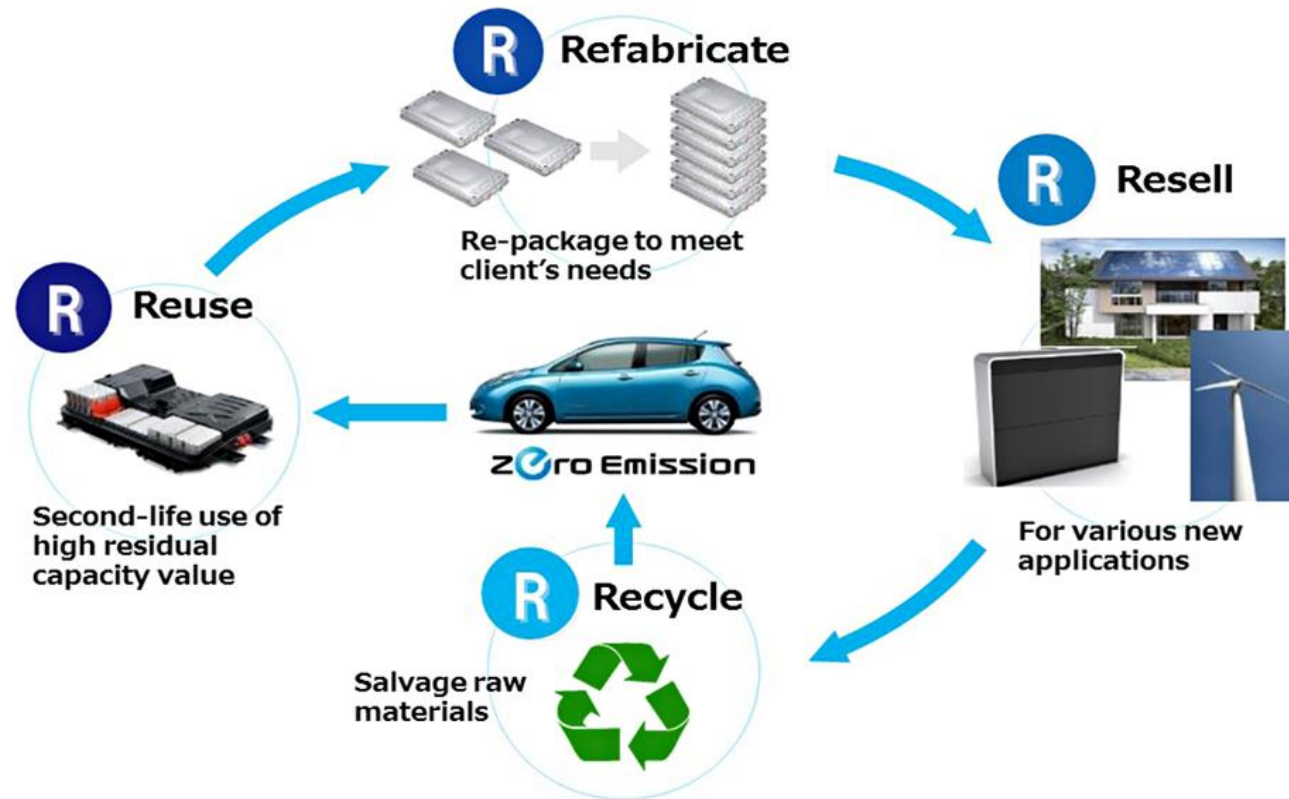 R Refabricate
Re-package to meet
client's needs
R Resell
For various new
applications
R Reuse
Second-life use of
high residual
capacity value
zero Emission
R Recycle
Salvage raw
materials